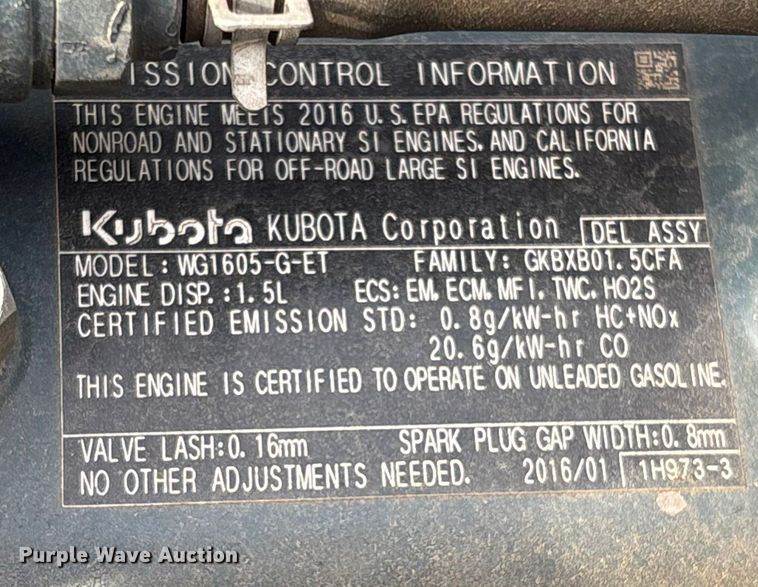 ISSION CONTROL INFORMATION
THIS ENGINE MEETS 2016 U.S. EPA REGULATIONS FOR
NONROAD AND STATIONARY SI ENGINES. AND CALIFORNIA
REGULATIONS FOR OFF-ROAD LARGE SI ENGINES.
Kubota KUBOTA Corporation DEL ASSY
MODEL: WG1605-G-ET FAMILY: GKBXB01.5CFA
ENGINE DISP.:1.5L ECS: EM. ECM. MFI. TWC. HO2S
CERTIFIED EMISSION STD: 0.8g/kW-hr HC+NOx
20.6g/kW-hr CO
THIS ENGINE IS CERTIFIED TO OPERATE ON UNLEADED GASOLINE.
VALVE LASH:0.16mm SPARK PLUG GAP WIDTH:0.8mm
NO OTHER ADJUSTMENTS NEEDED. 2016/01 1H973-3
Purple Wave Auction